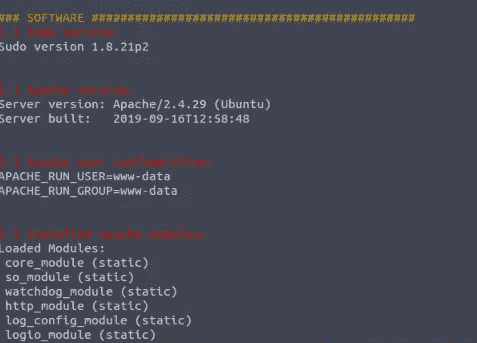 ### SOFTWARE #############################################
[-] Sudo version:
Sudo version 1.8.21p2
[-] Apache version:
Server version: Apache/2.4.29 (Ubuntu)
Server built:   2019-09-16T12:58:48
[-] Apache user configuration:
APACHE_RUN_USER=www-data
APACHE_RUN_GROUP=www-data
[-] Installed Apache modules:
Loaded Modules:
core_module (static)
so_module (static)
watchdog_module (static)
http_module (static)
log_config_module (static)
logio_module (static)